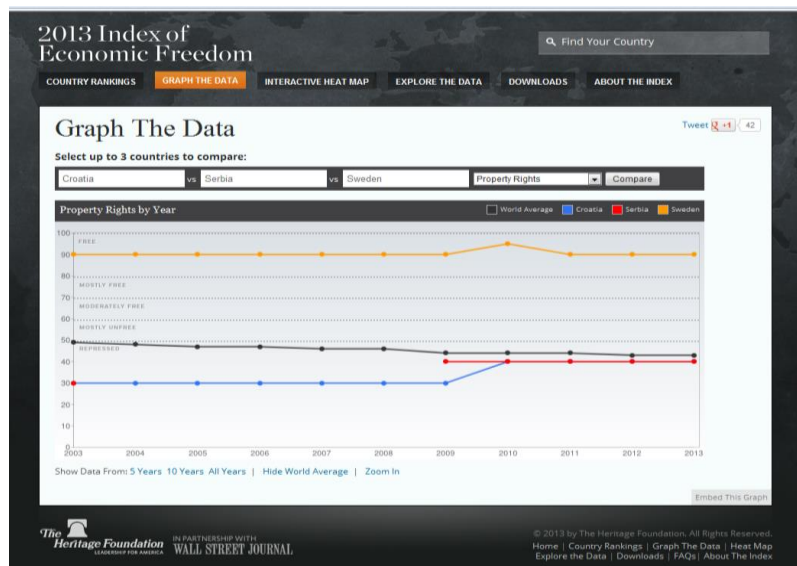 2013 Index of
Economic Freedom
Find Your Country
COUNTRY RANKINGS GRAPH THE DATA INTERACTIVE HEAT MAP EXPLORE THE DATA DOWNLOADS ABOUT THE INDEX
Graph The Data
Tweet +1 42
Select up to 3 countries to compare:
Croatia vs Serbia vs Sweden Property Rights Compare
Property Rights by Year World Average Croatia Serbia Sweden
100
FREE
90
80
MOSTLY FREE
70
MODERATELY FREE
60
MOSTLY UNFREE
50
REPRESSED
40
30
20
10
0
2003 2004 2005 2006 2007 2008 2009 2010 2011 2012 2013
Show Data From: 5 Years 10 Years All Years | Hide World Average | Zoom In
Embed This Graph
The Heritage Foundation
LEADERSHIP FOR AMERICA
IN PARTNERSHIP WITH
WALL STREET JOURNAL
© 2013 by The Heritage Foundation. All Rights Reserved.
Home | Country Rankings | Graph The Data | Heat Map
Explore the Data | Downloads | FAQs | About The Index